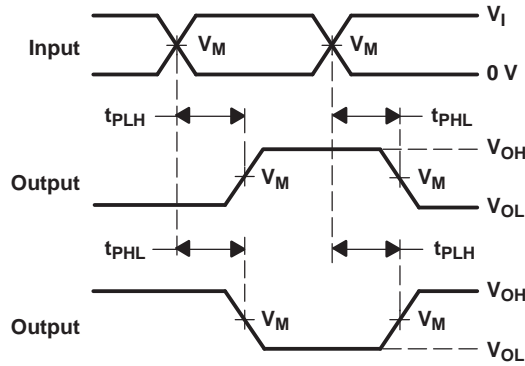 V_I
Input V_M V_M
0 V
t_PLH t_PHL
V_OH
Output V_M V_M
V_OL
t_PHL t_PLH
V_OH
Output V_M V_M
V_OL